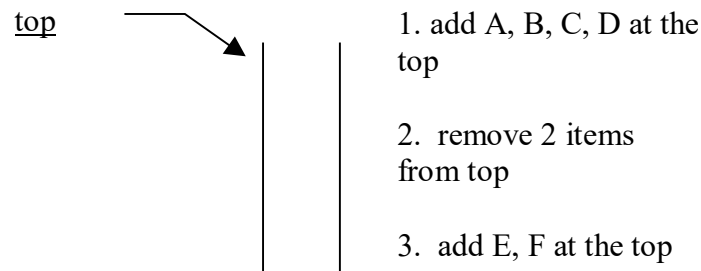 top
1. add A, B, C, D at the
top
2. remove 2 items
from top
3. add E, F at the top